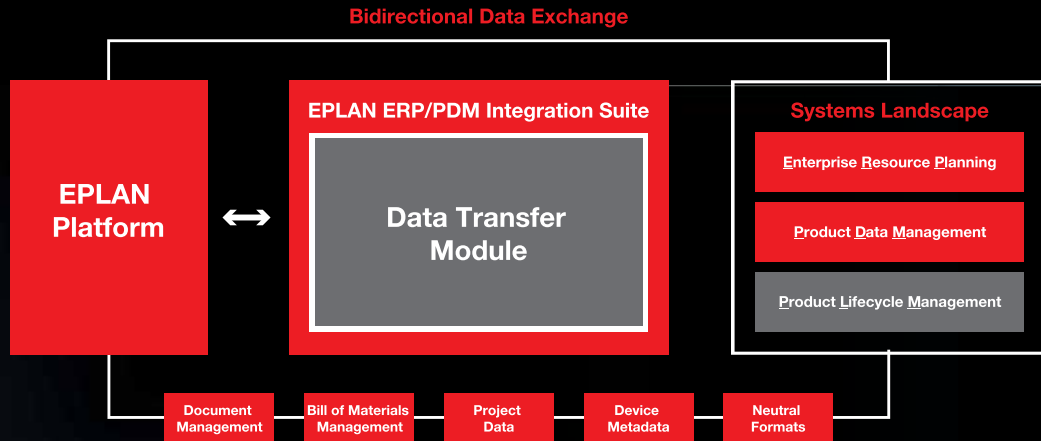 Bidirectional Data Exchange
EPLAN
Platform
EPLAN ERP/PDM Integration Suite
Data Transfer
Module
Systems Landscape
Enterprise Resource Planning
Product Data Management
Product Lifecycle Management
Document
Management
Bill of Materials
Management
Project
Data
Device
Metadata
Neutral
Formats